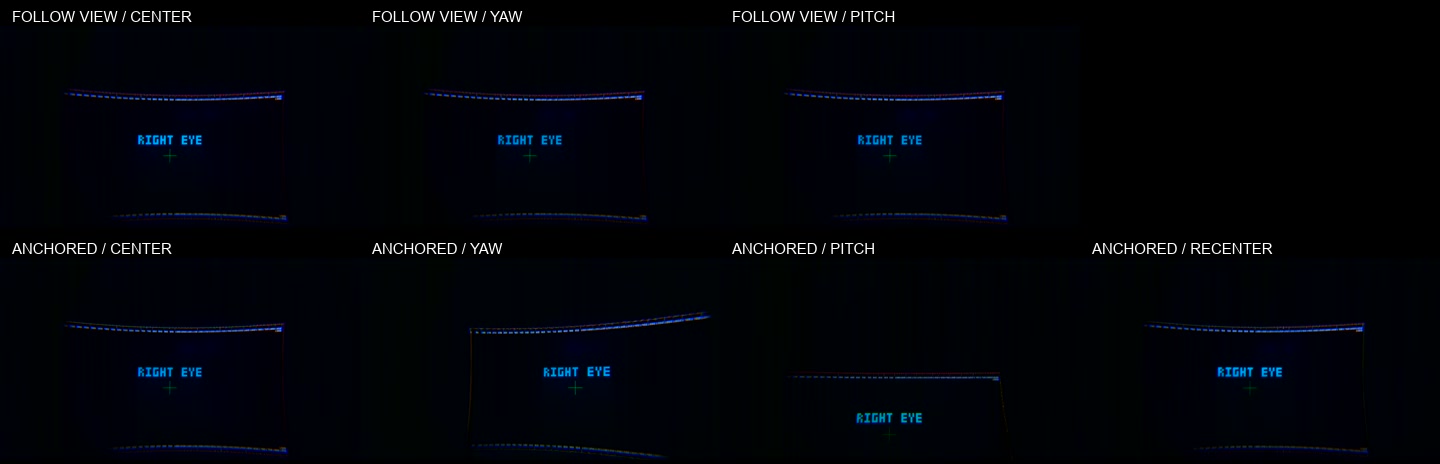 FOLLOW VIEW / CENTER
FOLLOW VIEW / YAW
FOLLOW VIEW / PITCH
RIGHT EYE
RIGHT EYE
RIGHT EYE
ANCHORED / CENTER
ANCHORED / YAW
ANCHORED / PITCH
ANCHORED / RECENTER
RIGHT EYE
RIGHT EYE
RIGHT EYE
RIGHT EYE